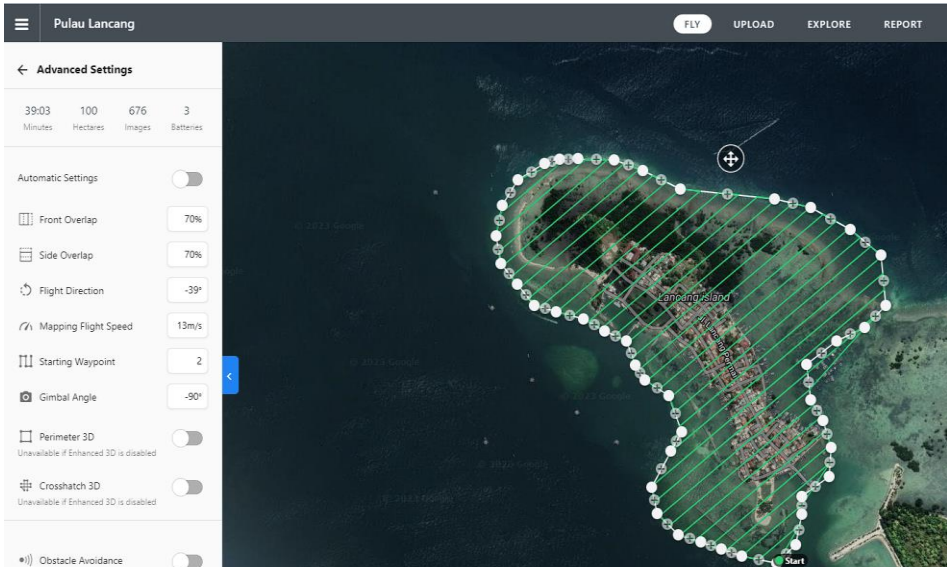 Pulau Lancang
FLY UPLOAD EXPLORE REPORT
Advanced Settings
39:03 100 676 3
Minutes Hectares Images Batteries
Automatic Settings
Front Overlap 70%
Side Overlap 70%
Flight Direction -39°
Mapping Flight Speed 13m/s
Starting Waypoint 2
Gimbal Angle -90°
Perimeter 3D
Unavailable if Enhanced 3D is disabled
Crosshatch 3D
Unavailable if Enhanced 3D is disabled
Obstacle Avoidance
© 2023 Google
Lancang Island
Jl. Lancang Permai
© 2023 Google
© 2023 Google
Start